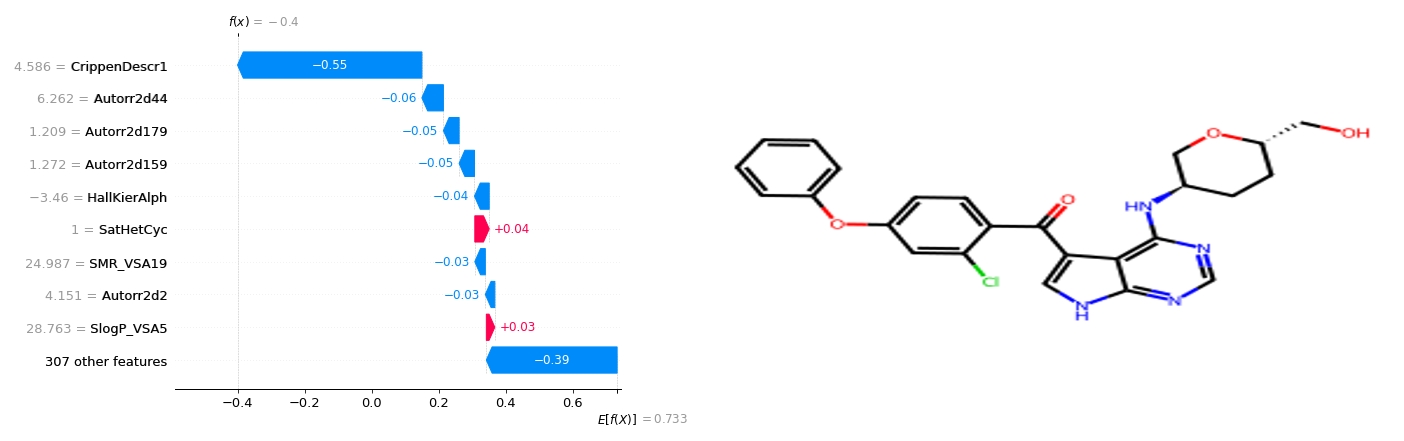 f(x) = −0.4
4.586 = CrippenDescr1
−0.55
6.262 = Autorr2d44
−0.06
1.209 = Autorr2d179
−0.05
1.272 = Autorr2d159
−0.05
−3.46 = HallKierAlph
−0.04
1 = SatHetCyc
+0.04
24.987 = SMR_VSA19
−0.03
4.151 = Autorr2d2
−0.03
28.763 = SlogP_VSA5
+0.03
307 other features
−0.39
−0.4 −0.2 0.0 0.2 0.4 0.6
E[f(X)] = 0.733
O
OH
HN
O
O
N
Cl
N
N
H